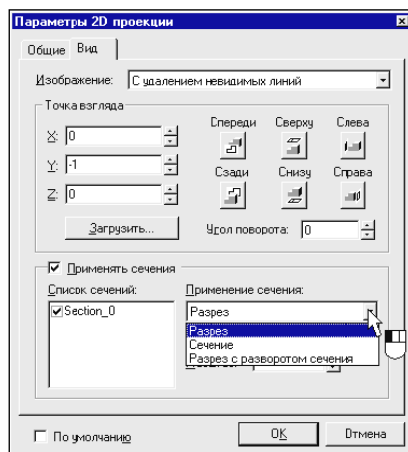 Параметры 2D проекции
Общие Вид
Изображение: С удалением невидимых линий
Точка взгляда
X: 0
Y: -1
Z: 0
Спереди Сверху Слева
Сзади Снизу Справа
Загрузить... Угол поворота: 0
Применять сечения
Список сечений: Применение сечения:
Section_0 Разрез
Разрез
Сечение
Разрез с разворотом сечения
По умолчанию OK Отмена